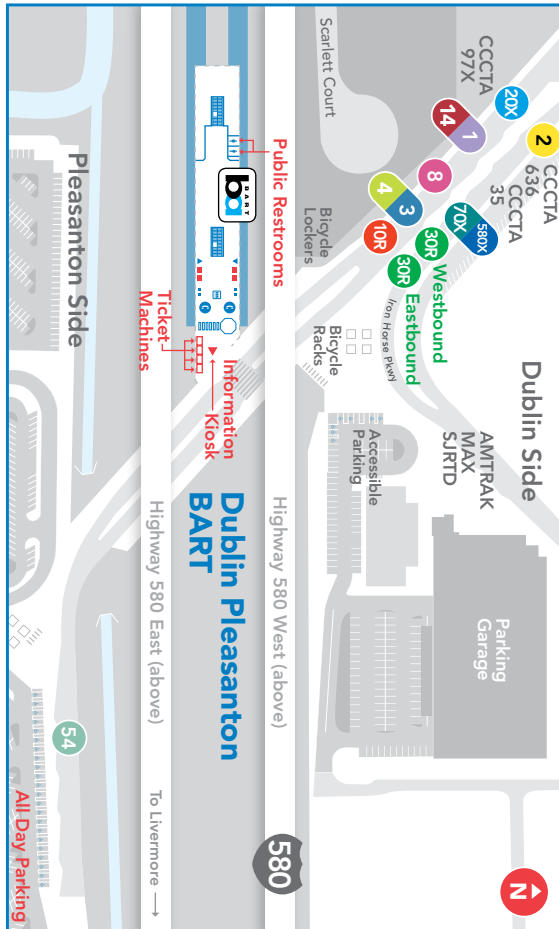 CCCTA
97X
20X
2
CCCTA
636
CCCTA
35
14
1
8
4
3
10R
70X
580X
30R
Westbound
30R
Eastbound
Scarlett Court
Bicycle
Lockers
Iron Horse Pkwy
Bicycle
Racks
Dublin Side
AMTRAK
MAX
SJRTD
Accessible
Parking
Parking
Garage
N
Public Restrooms
BART
ba
Information
Kiosk
Ticket
Machines
Dublin Pleasanton
BART
Highway 580 West (above)
580
Highway 580 East (above)
To Livermore
Pleasanton Side
54
All Day Parking